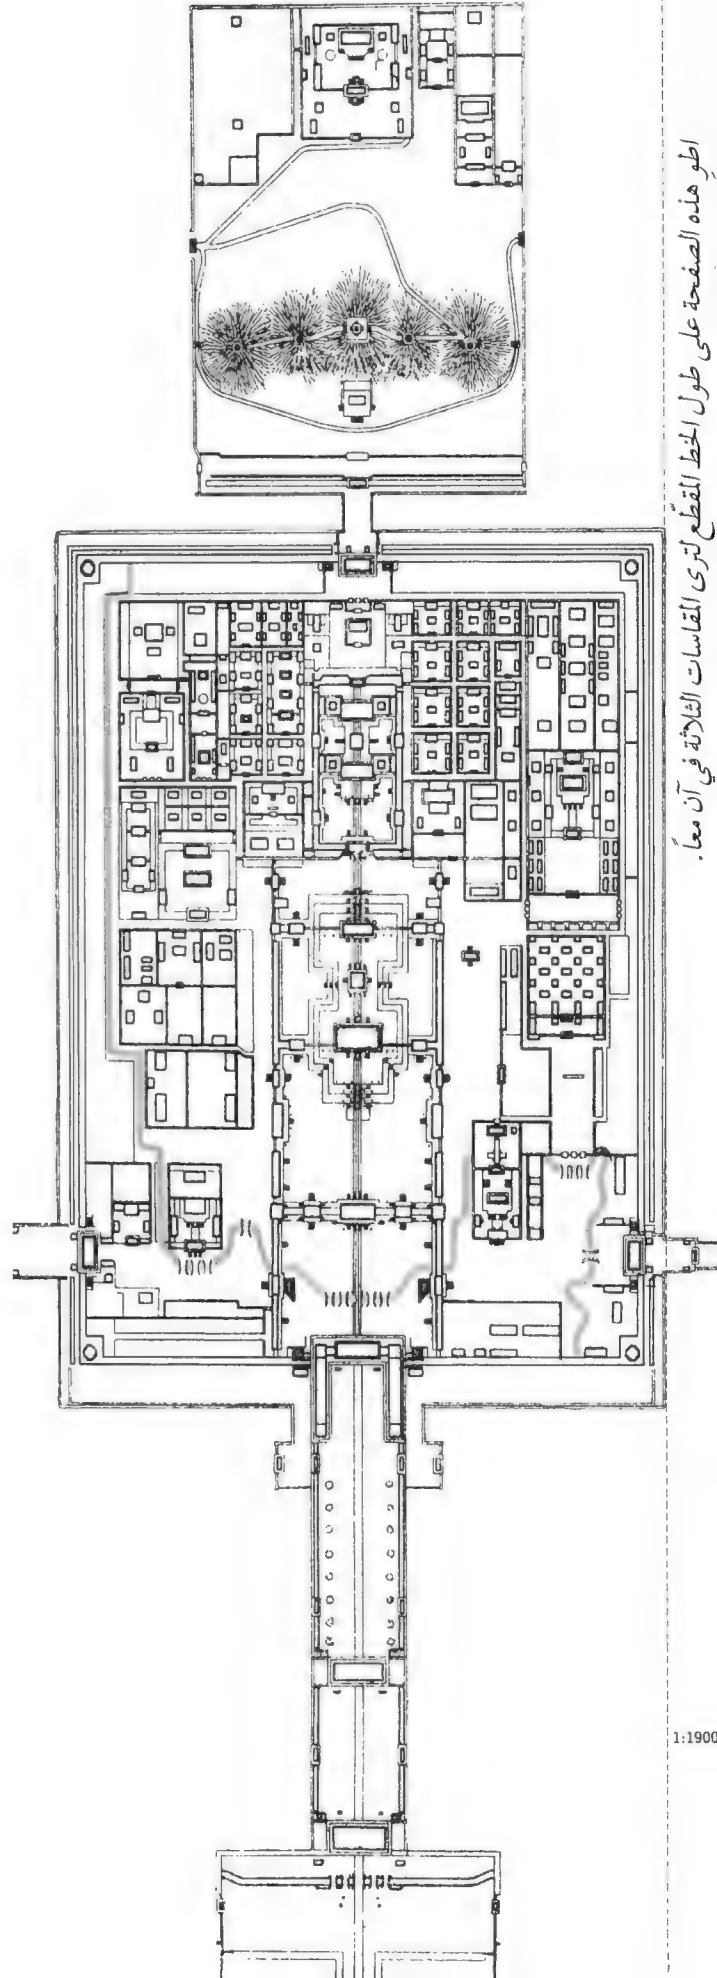 اطوِ هذه الصفحة على طول الخط المقطّع لترى المقاسات الثلاثة في آن معاً.
1:1900